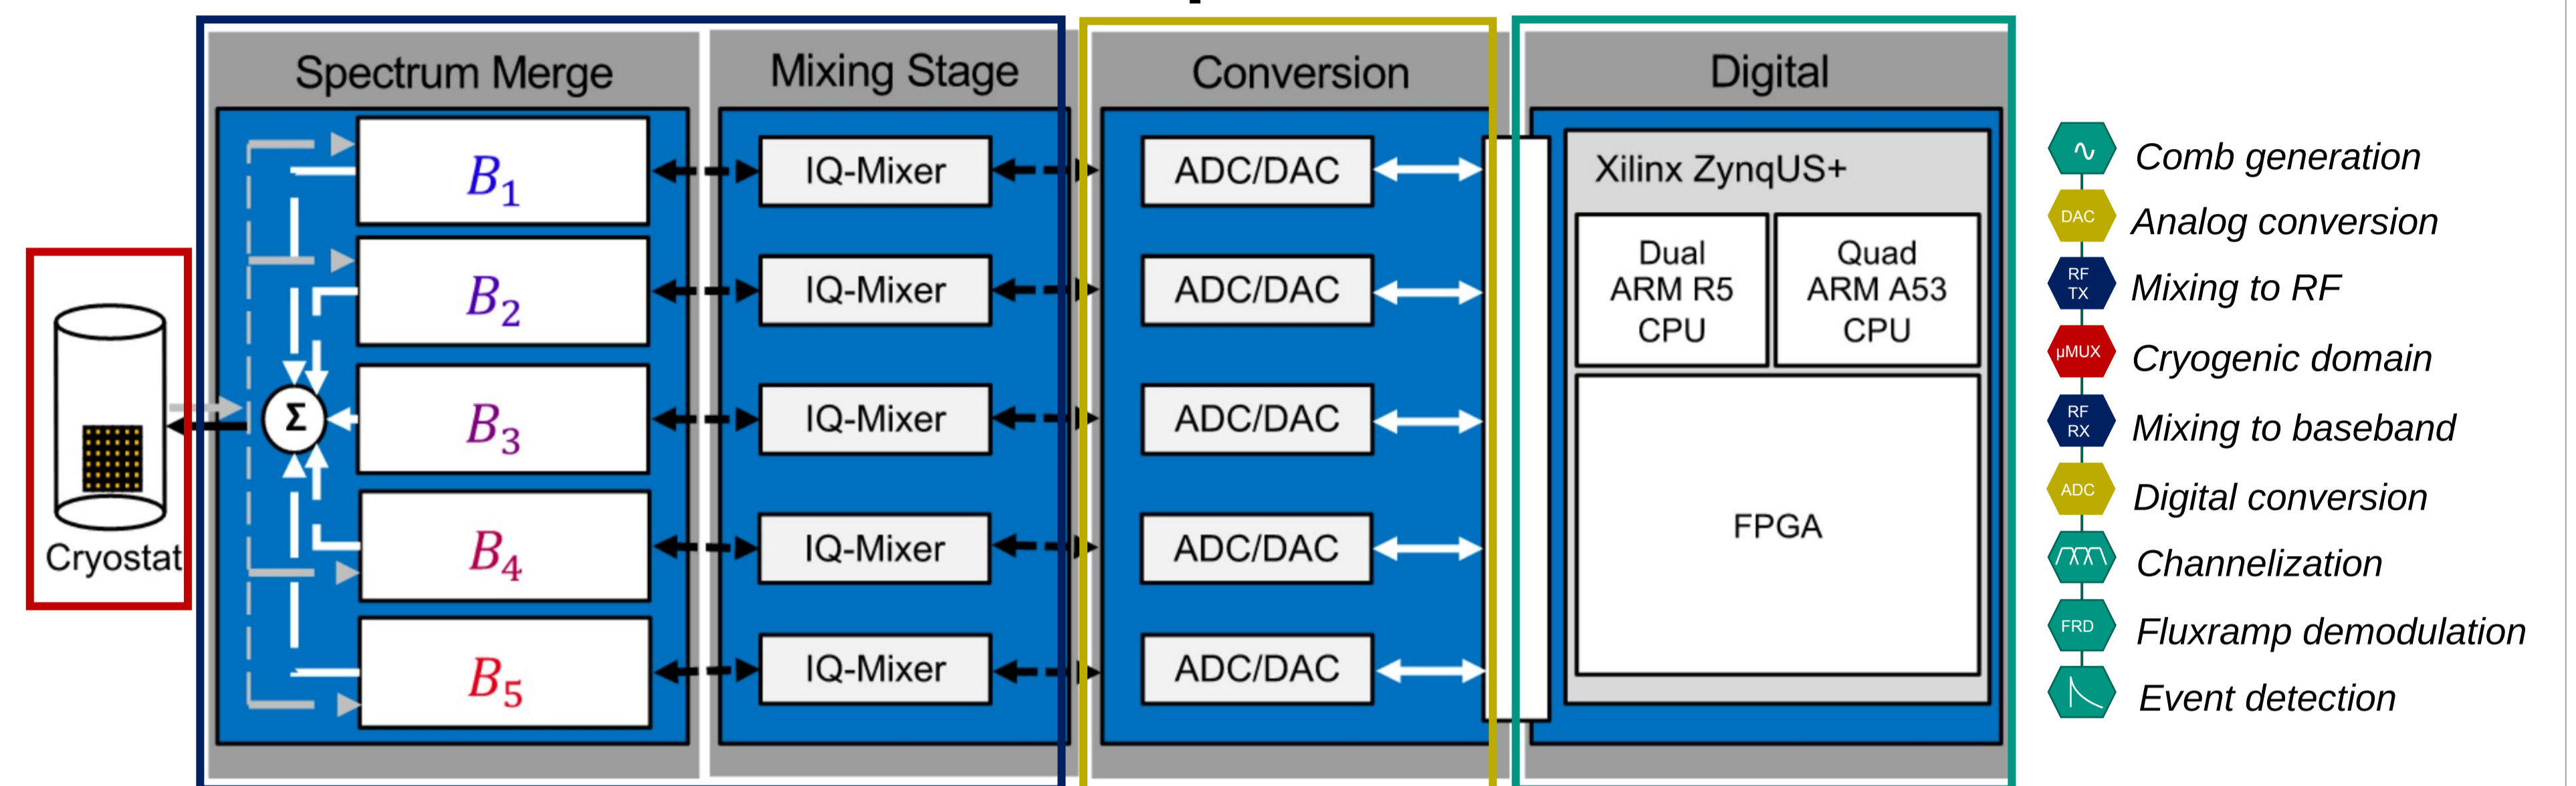 Spectrum Merge
Mixing Stage
Conversion
Digital
B1
IQ-Mixer
ADC/DAC
B2
IQ-Mixer
ADC/DAC
B3
IQ-Mixer
ADC/DAC
B4
IQ-Mixer
ADC/DAC
B5
IQ-Mixer
ADC/DAC
Σ
Cryostat
Xilinx ZynqUS+
Dual
ARM R5
CPU
Quad
ARM A53
CPU
FPGA
∿ Comb generation
DAC Analog conversion
RF
TX
Mixing to RF
µMUX Cryogenic domain
RF
RX
Mixing to baseband
ADC Digital conversion
Channelization
FRD Fluxramp demodulation
Event detection